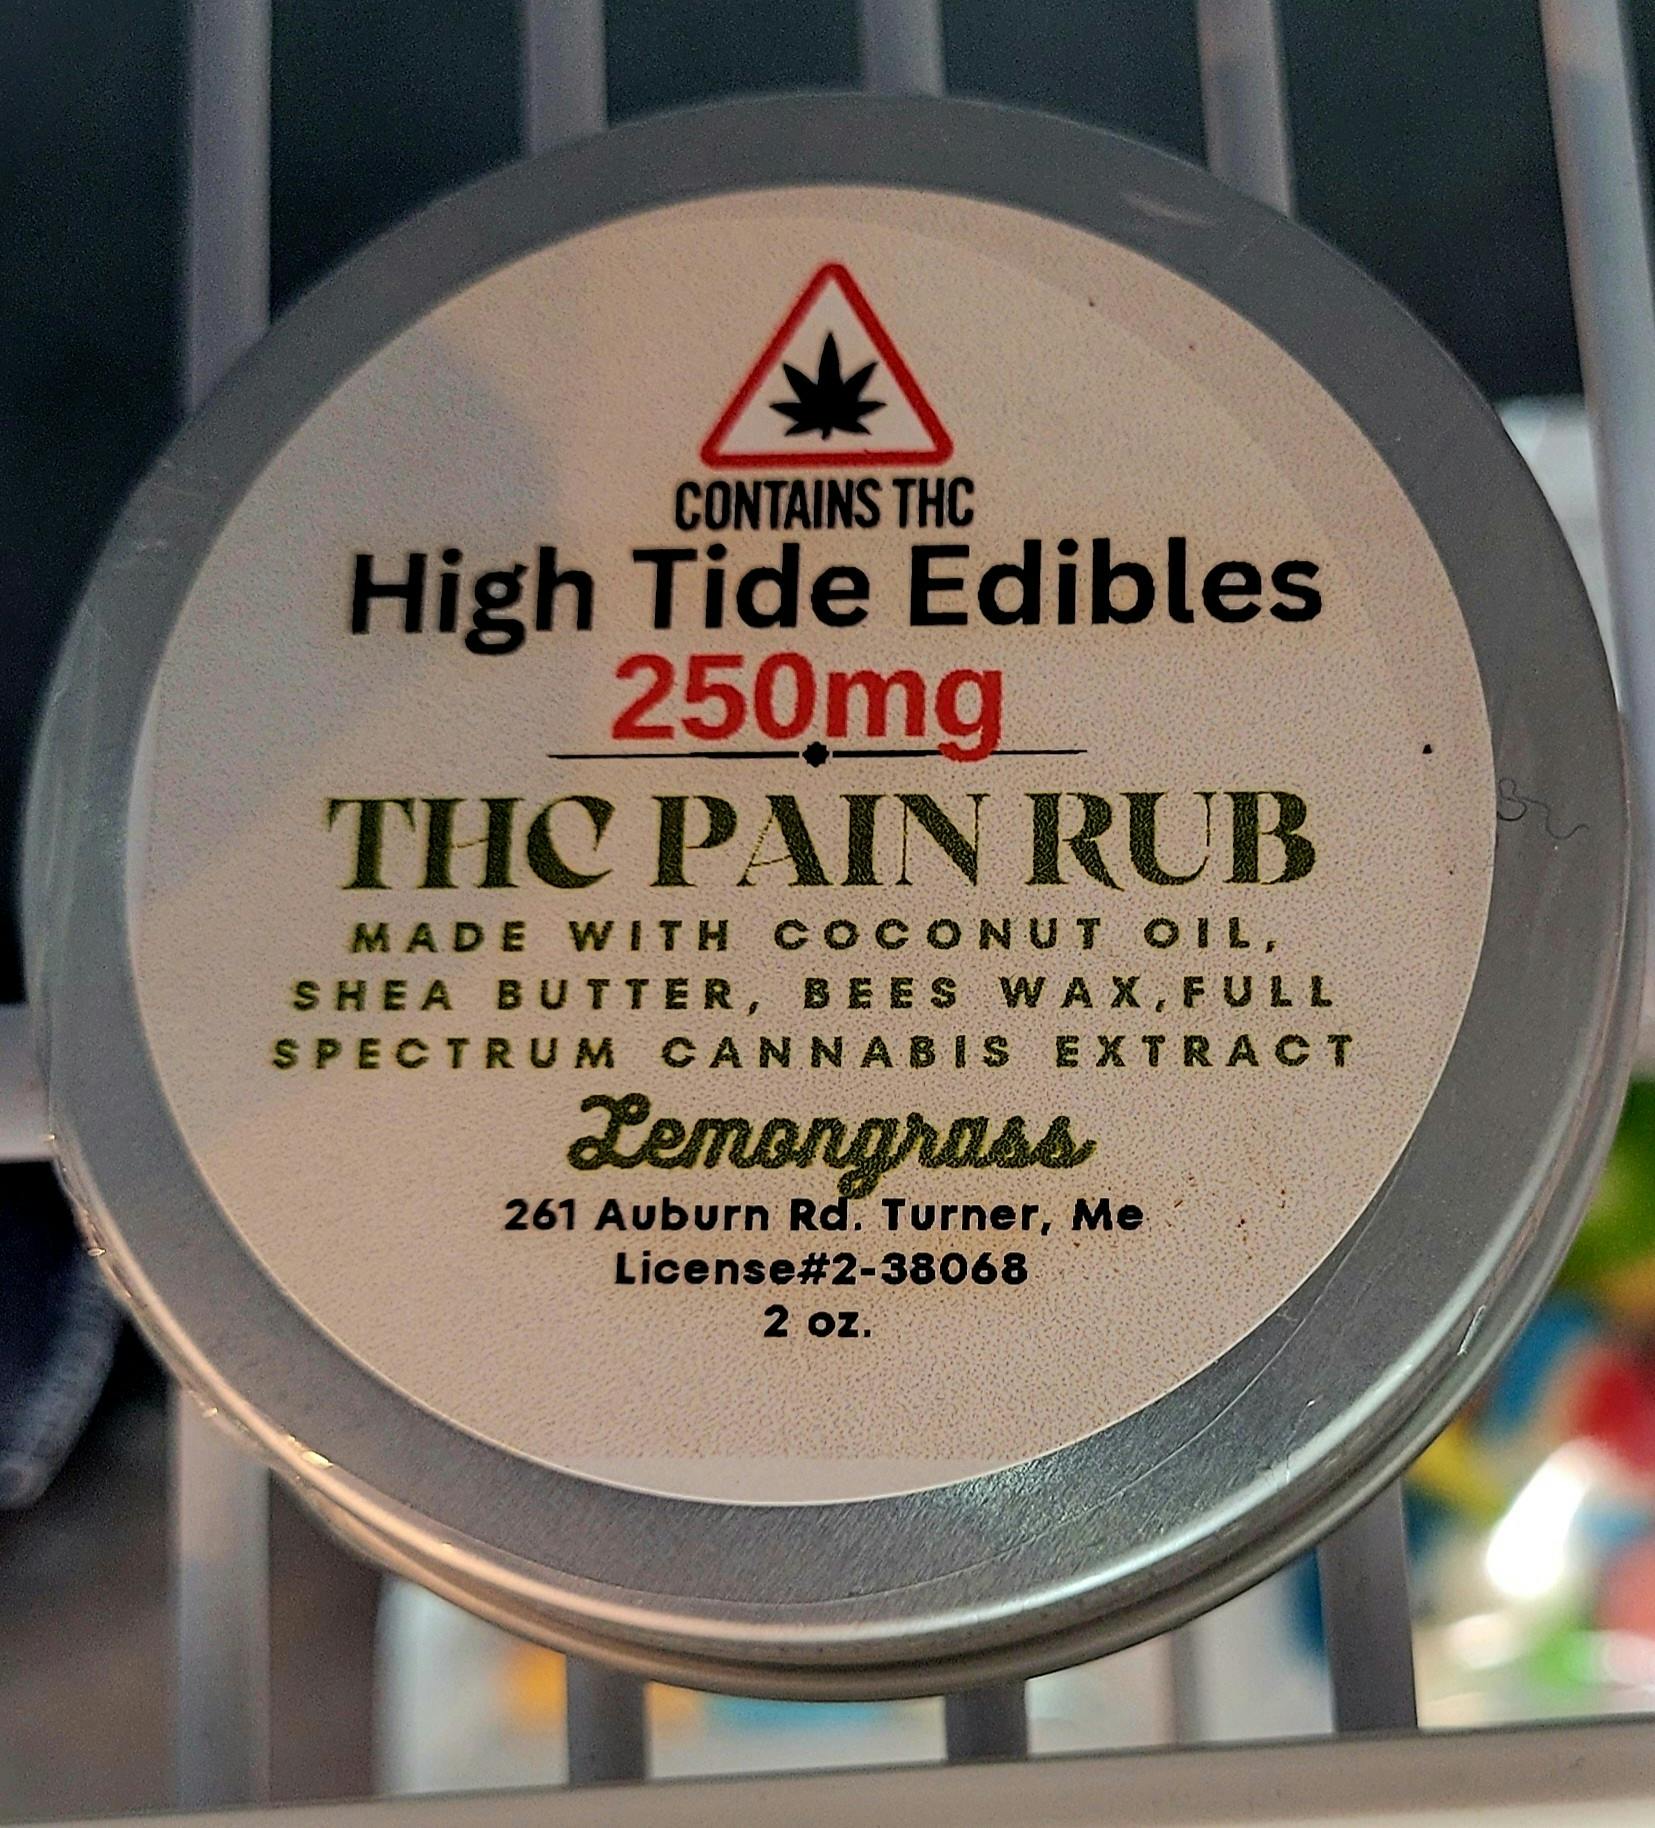 CONTAINS THC
High Tide Edibles
250mg
THC PAIN RUB
MADE WITH COCONUT OIL,
SHEA BUTTER, BEES WAX,FULL
SPECTRUM CANNABIS EXTRACT
Lemongrass
261 Auburn Rd. Turner, Me
License#2-38068
2 oz.